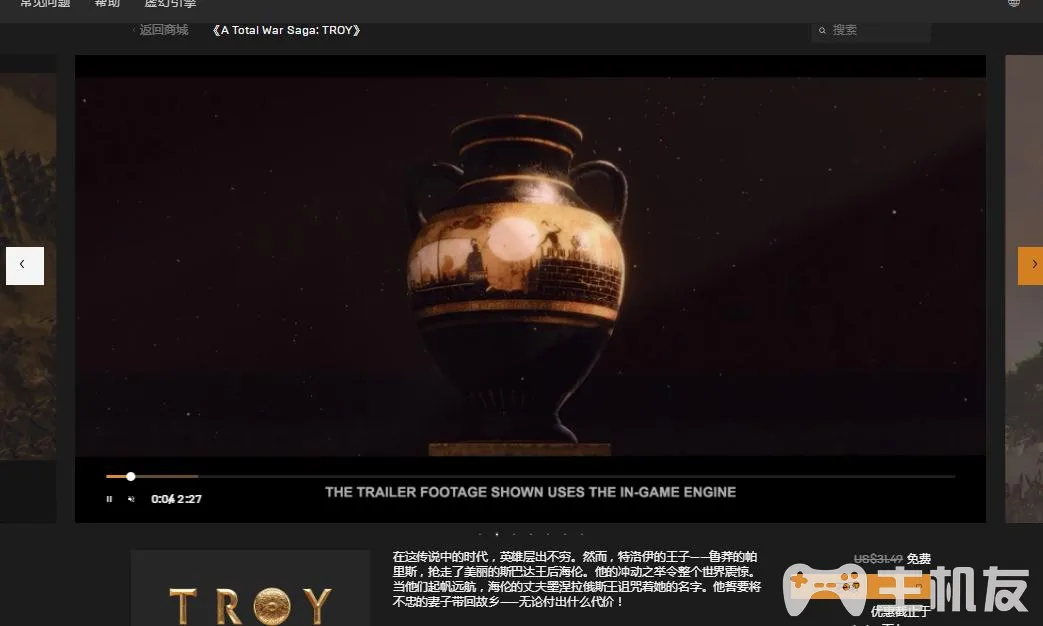 常见问题 帮助 虚幻引擎
返回商城 《A Total War Saga: TROY》
搜索
0:04 2:27
THE TRAILER FOOTAGE SHOWN USES THE IN-GAME ENGINE
在这传说中的时代，英雄层出不穷。然而，特洛伊的王子——鲁莽的帕
里斯，抢走了美丽的斯巴达王后海伦。他的冲动之举令整个世界震惊。
当他们起帆远航，海伦的丈夫墨涅拉俄斯王诅咒着她的名字。他誓要将
不忠的妻子带回故乡——无论付出什么代价！
TROY
US$31.49 免费
主机友
优惠截止于